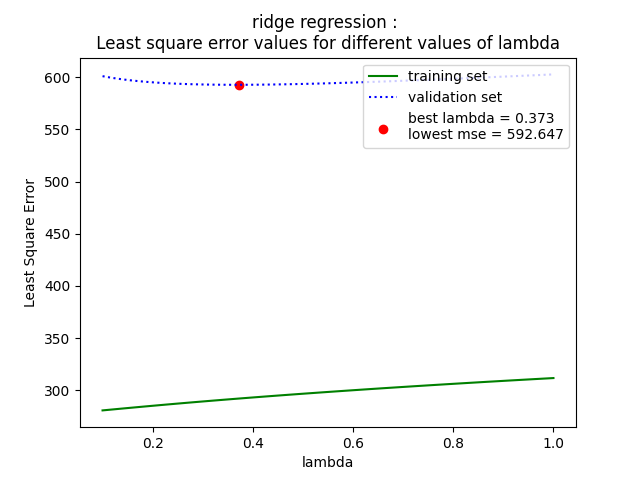 ridge regression :
Least square error values for different values of lambda
600
550
500
450
400
350
300
Least Square Error
training set
validation set
best lambda = 0.373
lowest mse = 592.647
0.2
0.4
0.6
0.8
1.0
lambda